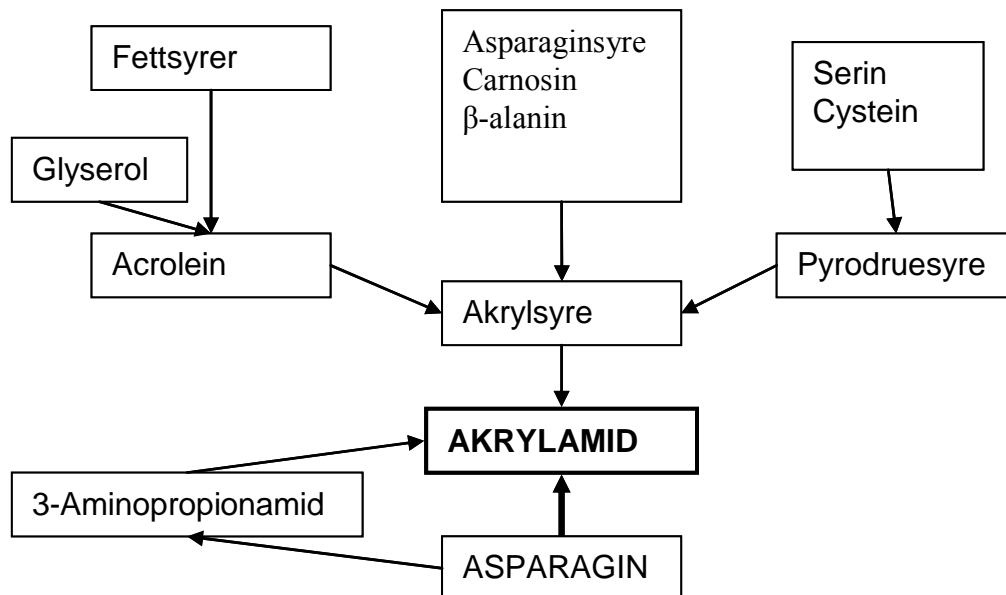 Fettsyrer
Asparaginsyre
Carnosin
β-alanin
Serin
Cystein
Glyserol
Acrolein
Pyrodruesyre
Akrylsyre
AKRYLAMID
3-Aminopropionamid
ASPARAGIN